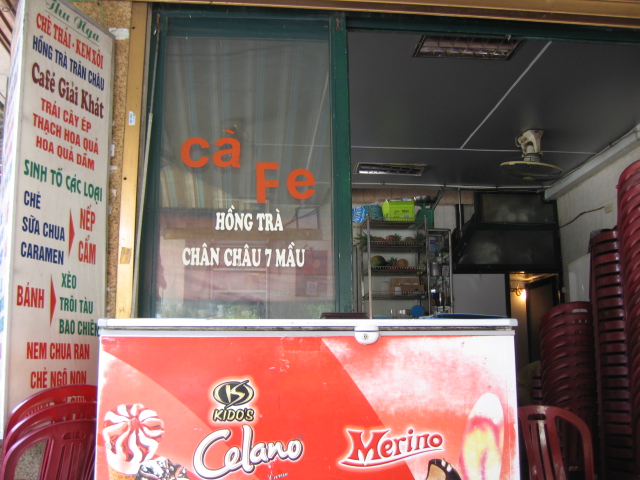 Thu Nga
CHÈ THÁI - KEM XÔI
HỒNG TRÀ TRÂN CHÂU
Café Giải Khát
TRÁI CÂY ÉP
THẠCH HOA QUẢ
HOA QUẢ DẦM
SINH TỐ CÁC LOẠI
CHÈ
SỮA CHUA
CARAMEN
NẾP
CẨM
BÁNH
XÈO
TRÔI TÀU
BAO CHIÊN
NEM CHUA RAN
CHÈ NGÔ NON
cà Fe
HỒNG TRÀ
CHÂN CHÂU 7 MẦU
KIDO'S
Celano
Merino